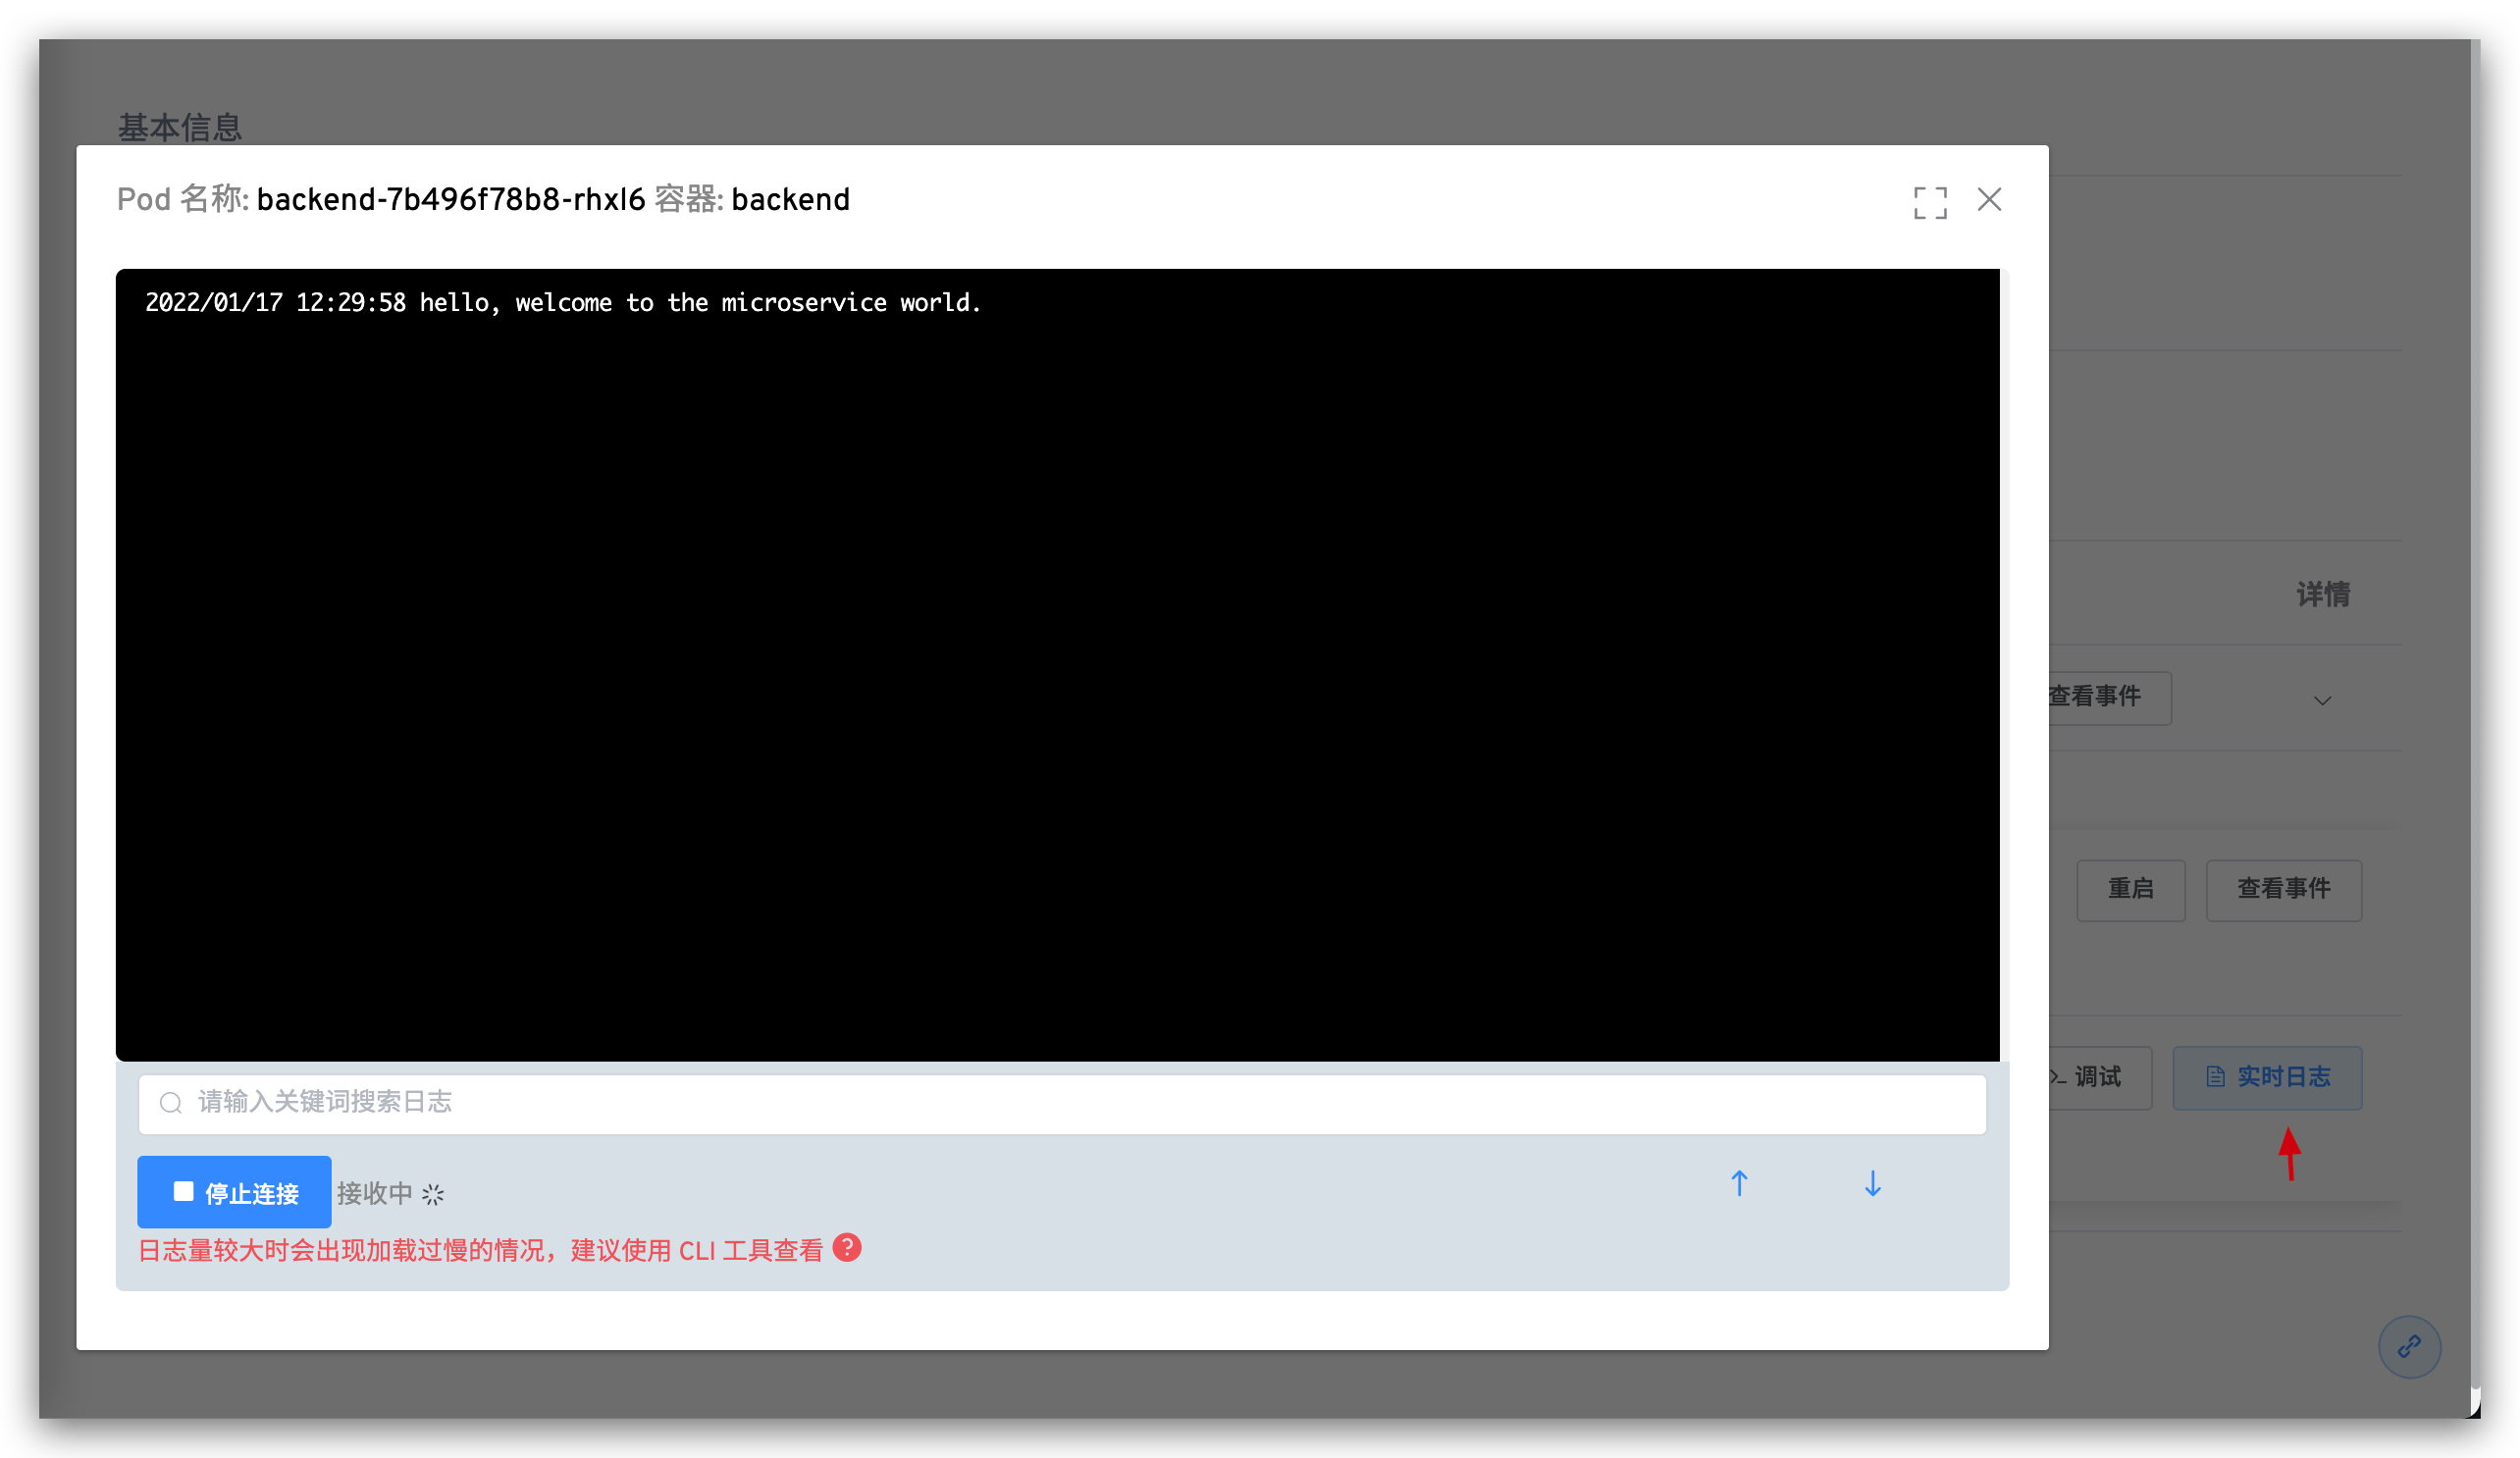 基本信息
Pod 名称: backend-7b496f78b8-rhxl6 容器: backend
2022/01/17 12:29:58 hello, welcome to the microservice world.
详情
查看事件
重启 查看事件
>_ 调试 实时日志
请输入关键词搜索日志
停止连接 接收中
日志量较大时会出现加载过慢的情况，建议使用 CLI 工具查看 ?